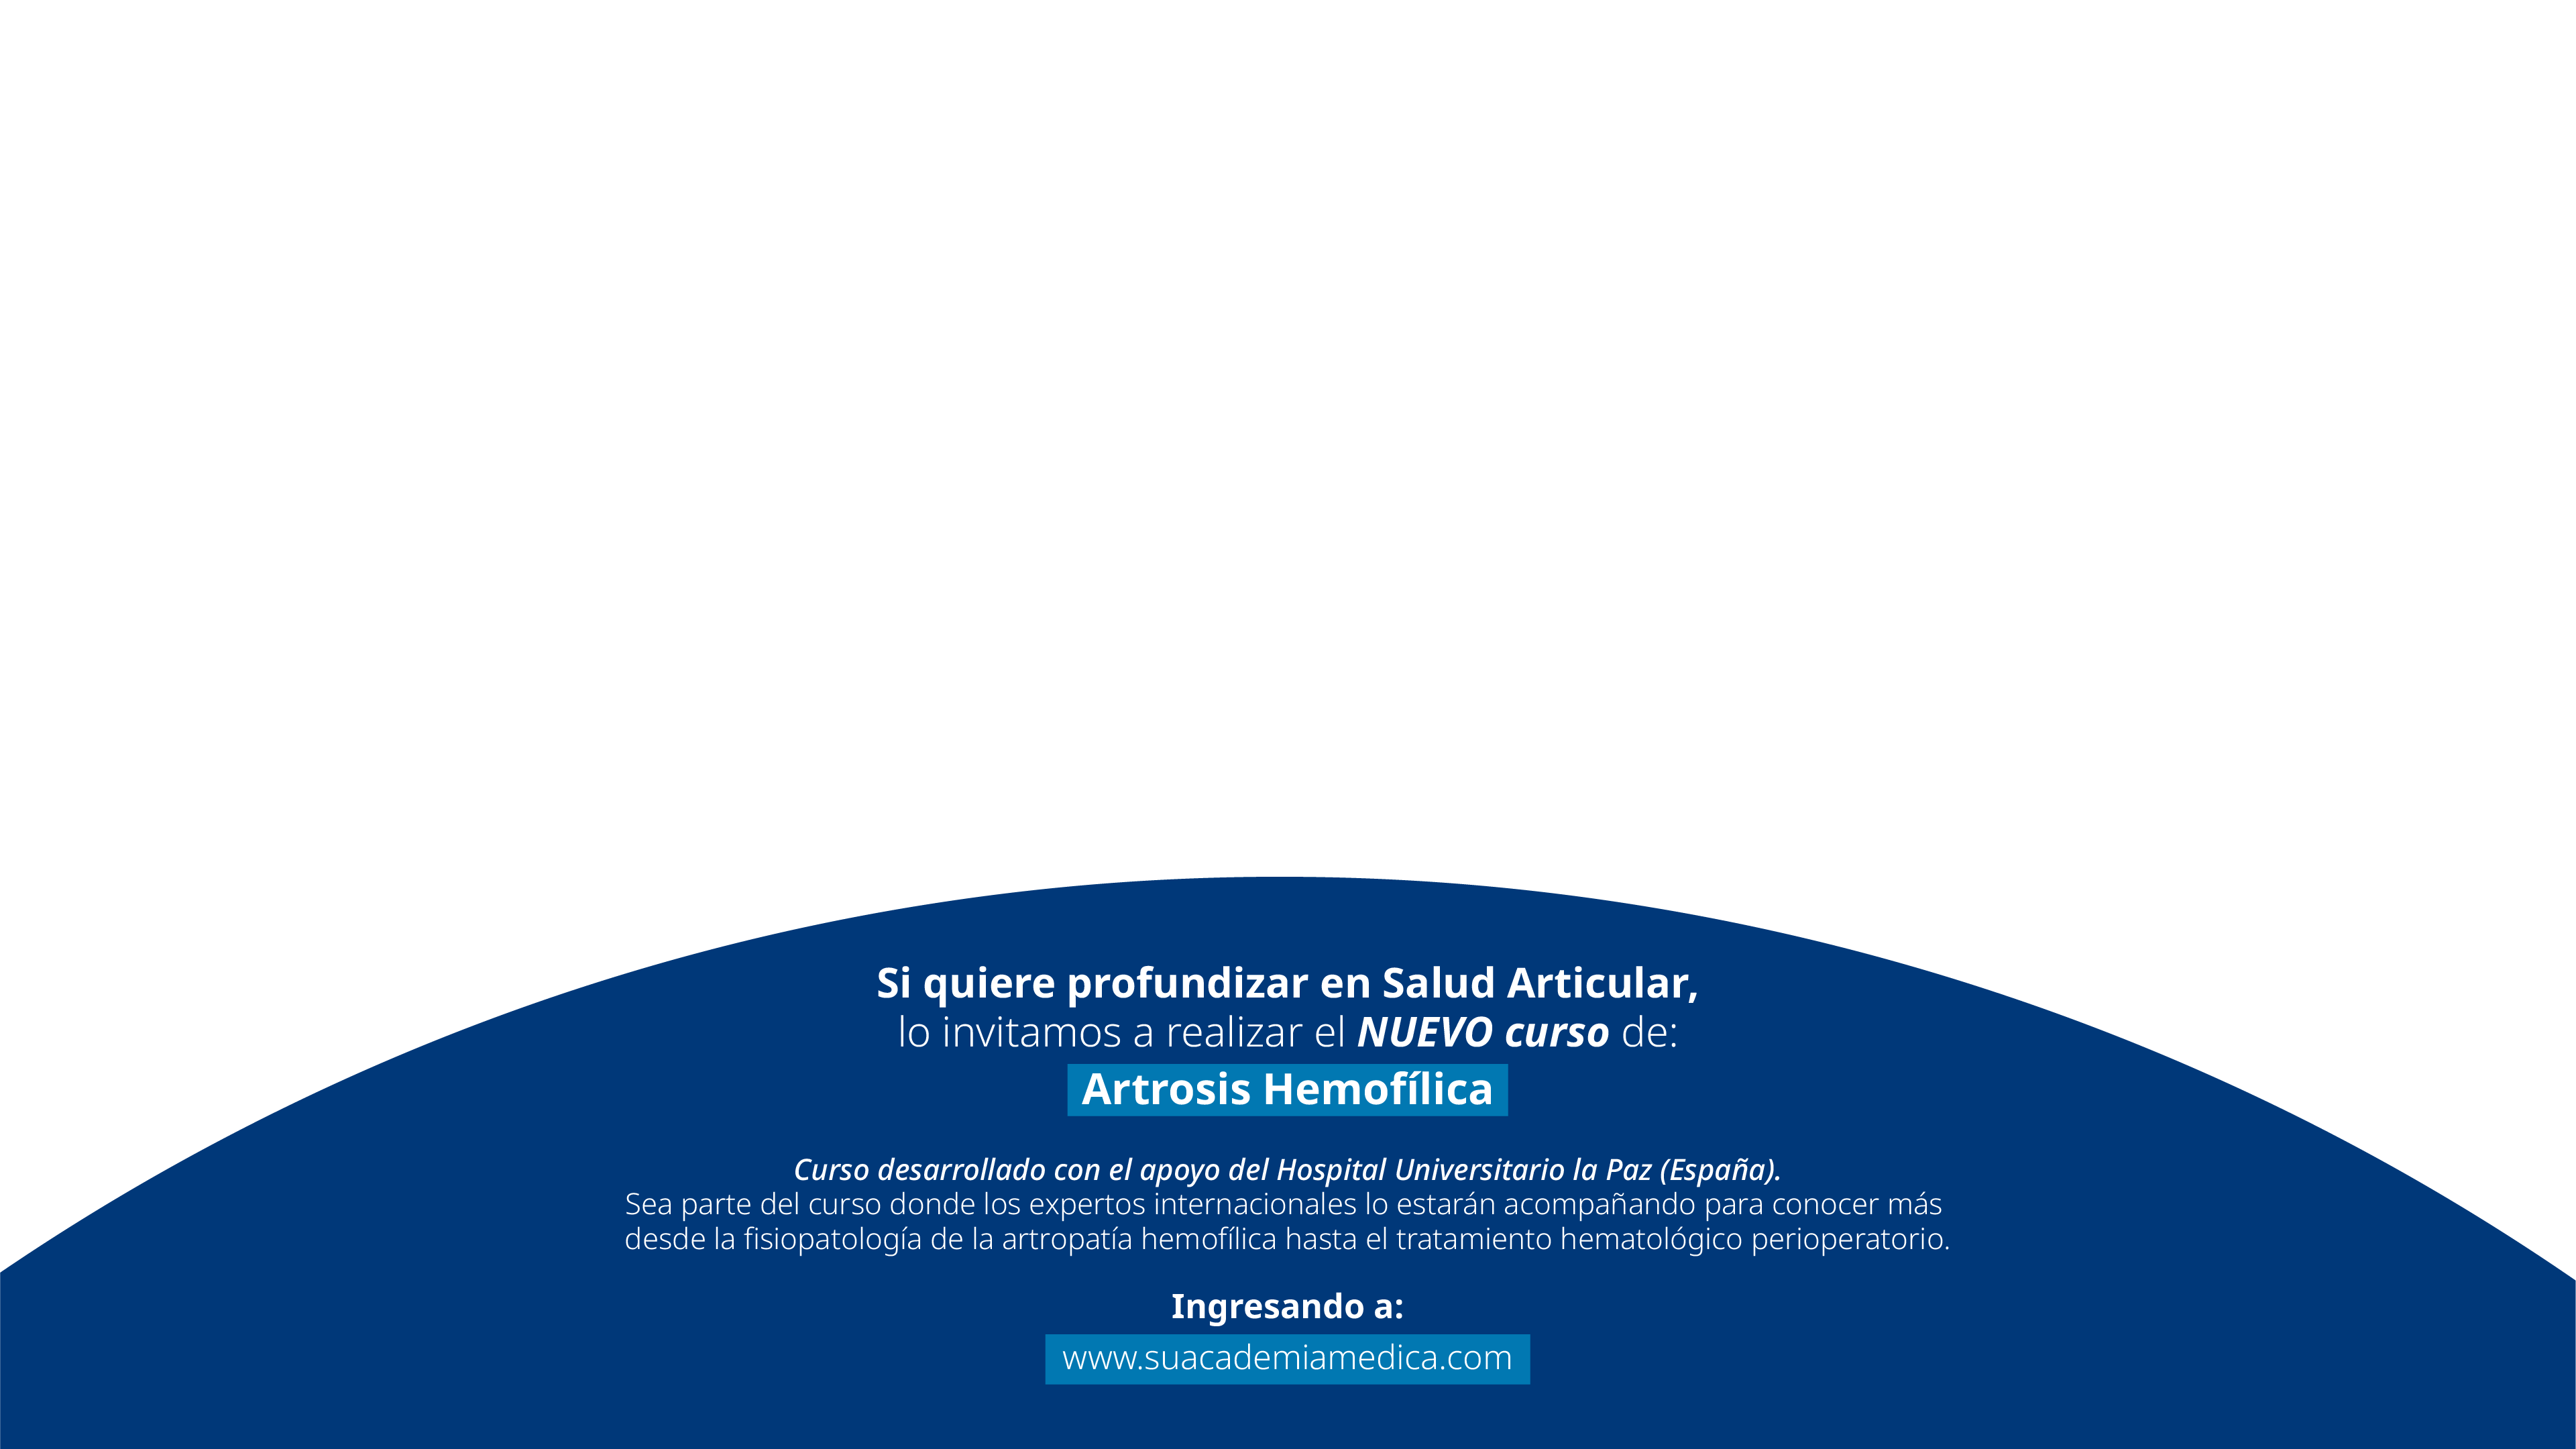 Si quiere profundizar en Salud Articular,
lo invitamos a realizar el NUEVO curso de:
Artrosis Hemofílica
Curso desarrollado con el apoyo del Hospital Universitario la Paz (España).
Sea parte del curso donde los expertos internacionales lo estarán acompañando para conocer más
desde la fisiopatología de la artropatía hemofílica hasta el tratamiento hematológico perioperatorio.
Ingresando a:
www.suacademiamedica.com